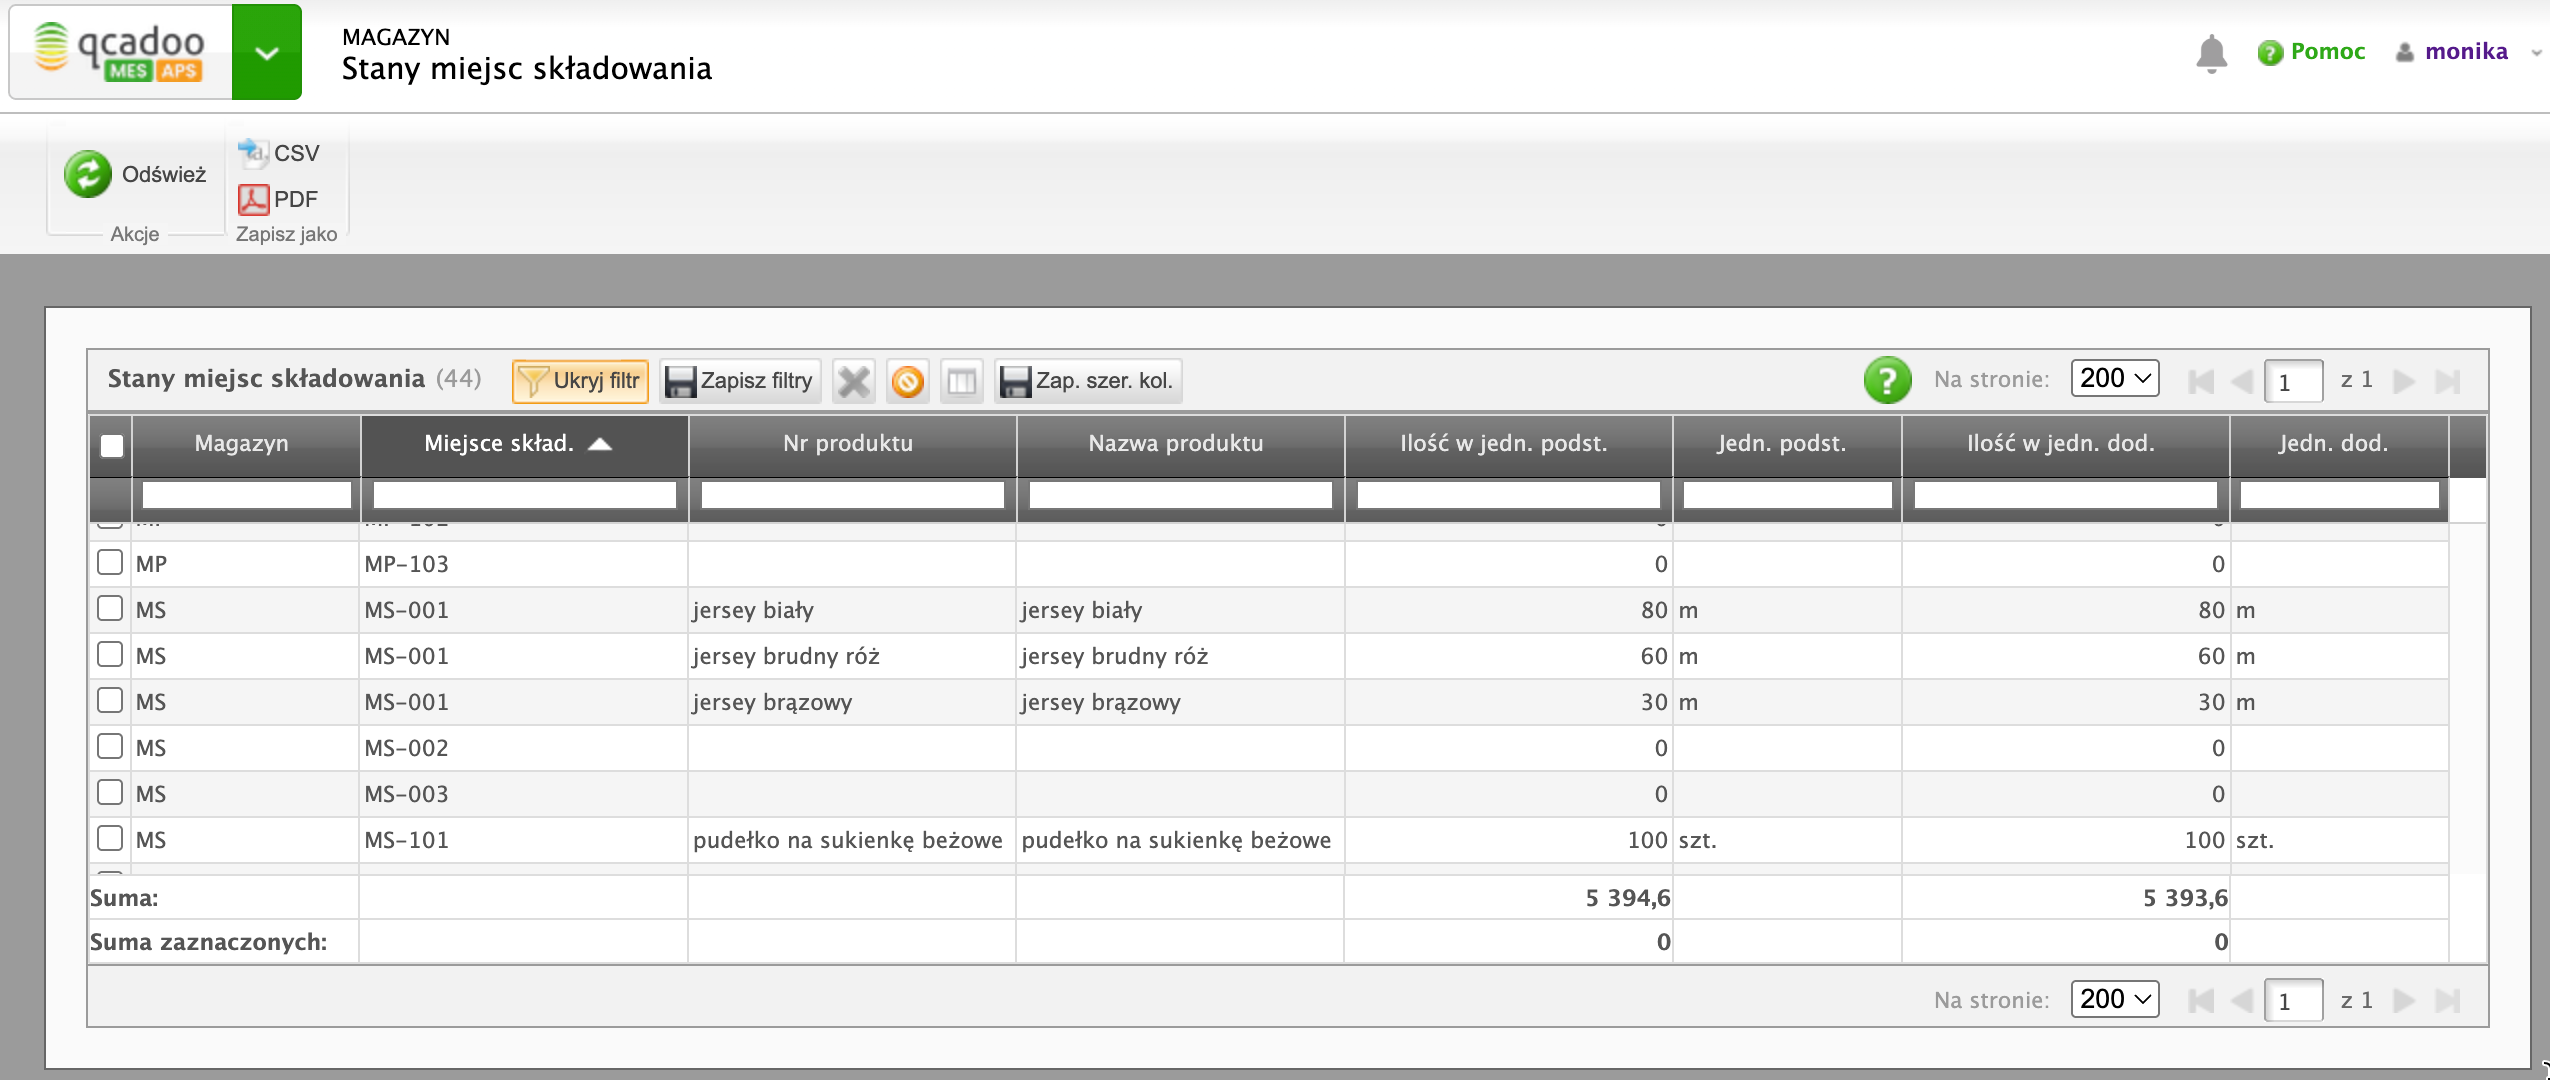 qcadoo
MES APS
MAGAZYN
Stany miejsc składowania
Pomoc
monika
Odśwież
CSV
PDF
Akcje
Zapisz jako
Stany miejsc składowania (44) Ukryj filtr Zapisz filtry Zap. szer. kol. ? Na stronie: 200 1 z 1
Magazyn Miejsce skład. Nr produktu Nazwa produktu Ilość w jedn. podst. Jedn. podst. Ilość w jedn. dod. Jedn. dod.
MP MP-103 0 0
MS MS-001 jersey biały jersey biały 80 m 80 m
MS MS-001 jersey brudny róż jersey brudny róż 60 m 60 m
MS MS-001 jersey brązowy jersey brązowy 30 m 30 m
MS MS-002 0 0
MS MS-003 0 0
MS MS-101 pudełko na sukienkę beżowe pudełko na sukienkę beżowe 100 szt. 100 szt.
Suma: 5 394,6 5 393,6
Suma zaznaczonych: 0 0
Na stronie: 200 1 z 1